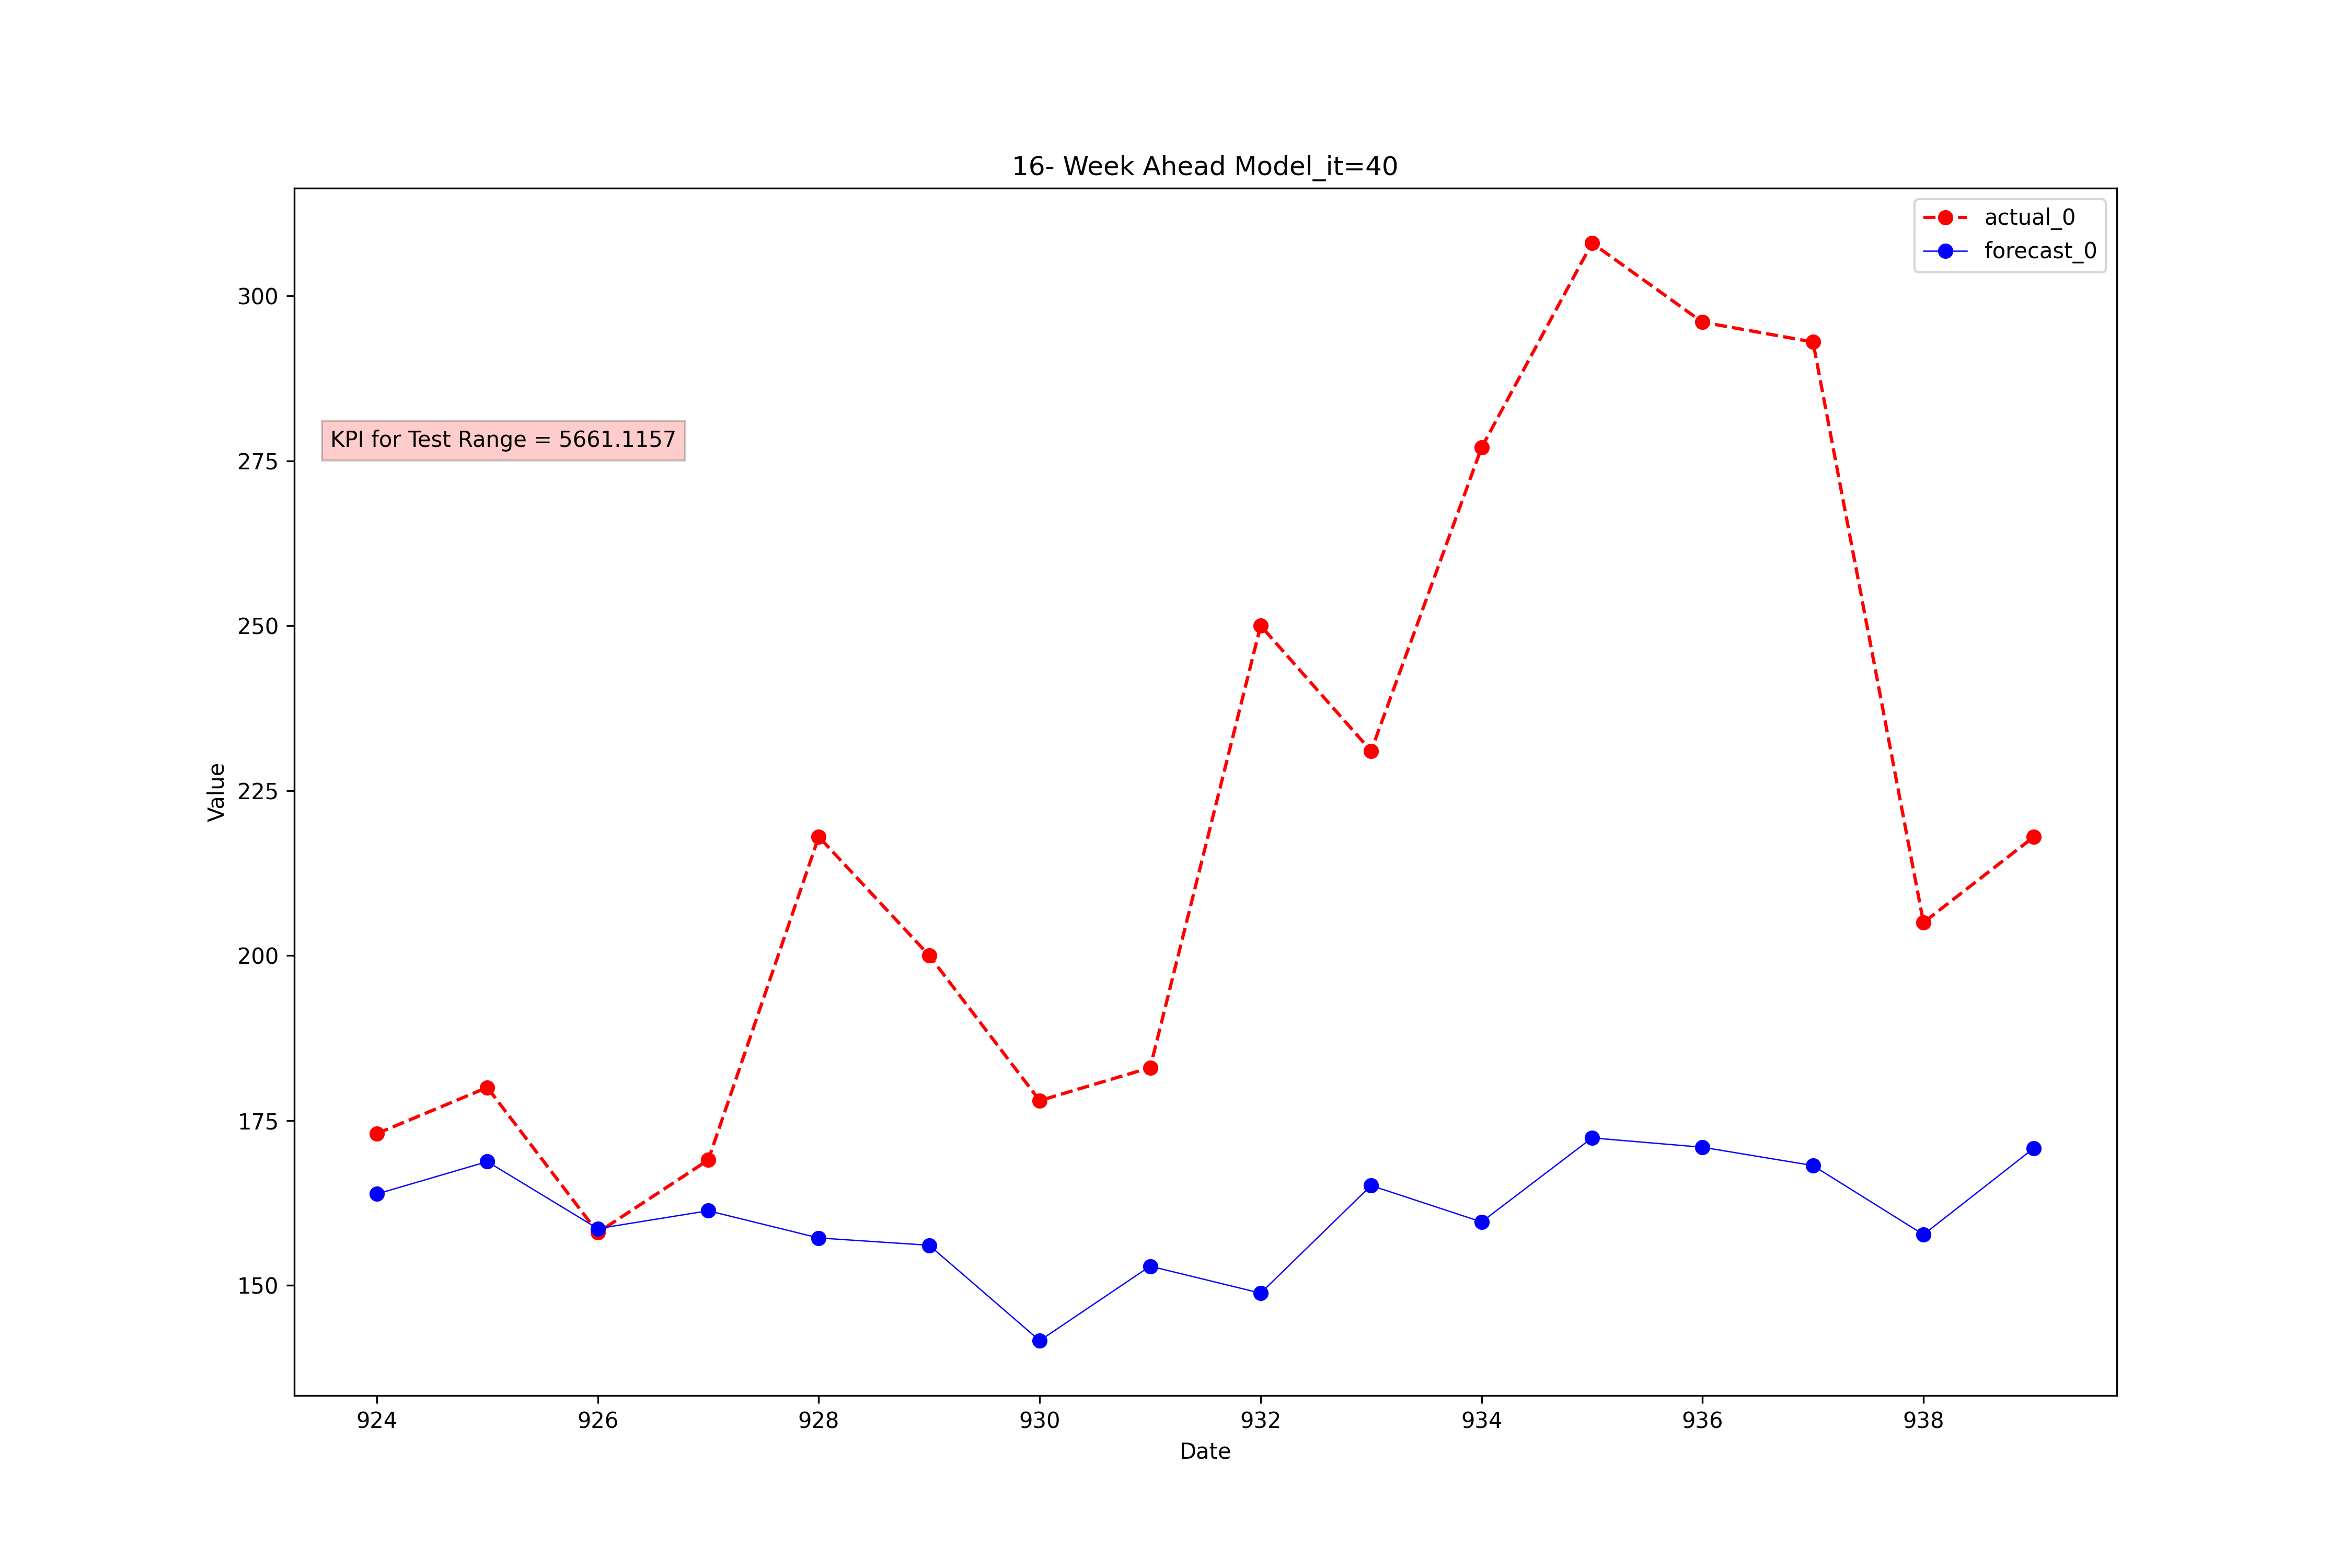 16- Week Ahead Model_it=40
actual_0
forecast_0
KPI for Test Range = 5661.1157
Value
300
275
250
225
200
175
150
924 926 928 930 932 934 936 938
Date